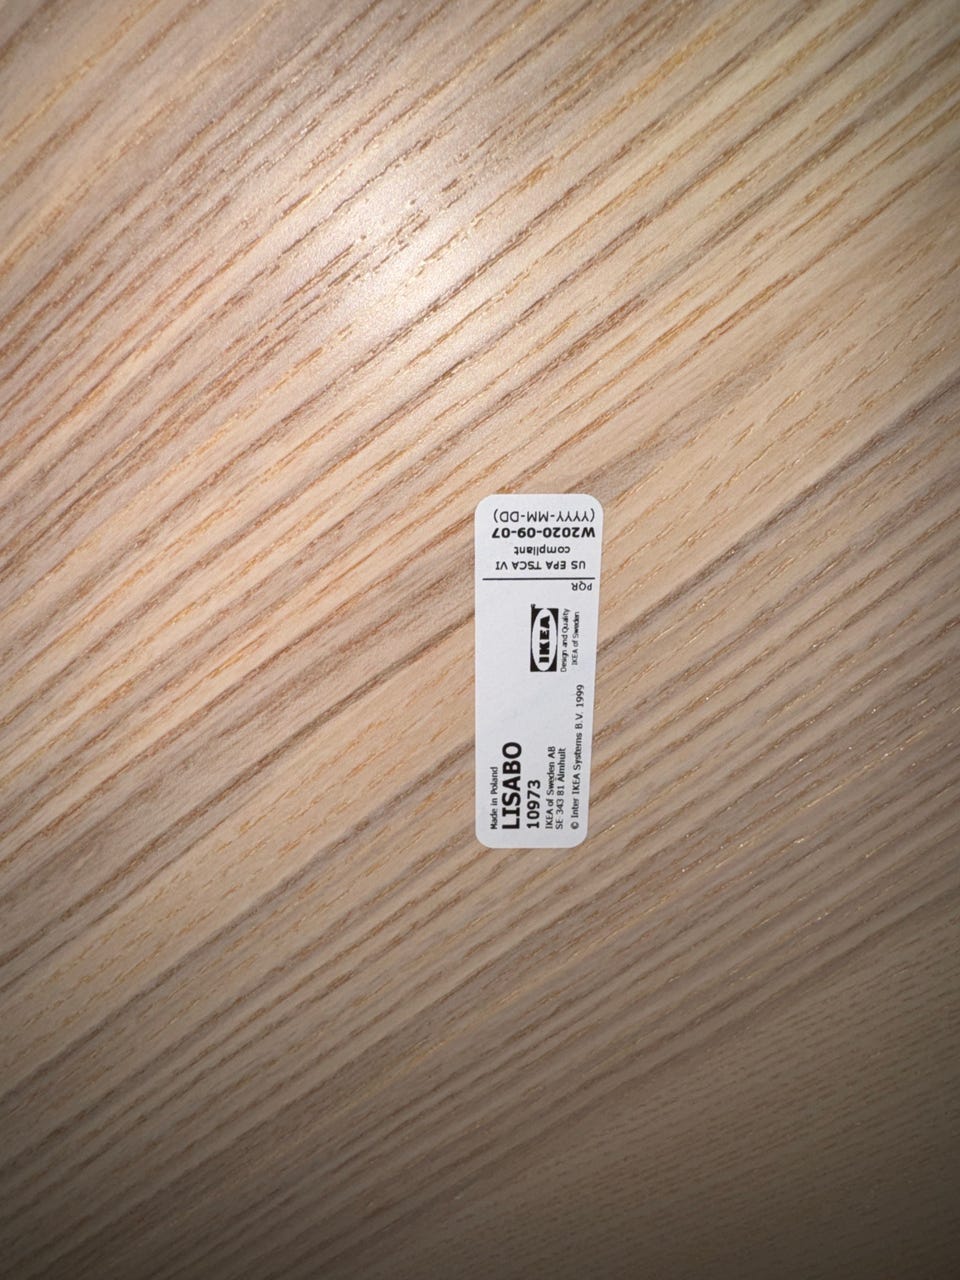 Made in Poland
LISABO
10973
IKEA of Sweden AB
SE 343 81 Älmhult
© Inter IKEA Systems B.V. 1999
IKEA
Design and Quality
IKEA of Sweden
PQR
US EPA TSCA VI
compliant
W2020-09-07
(YYYY-MM-DD)